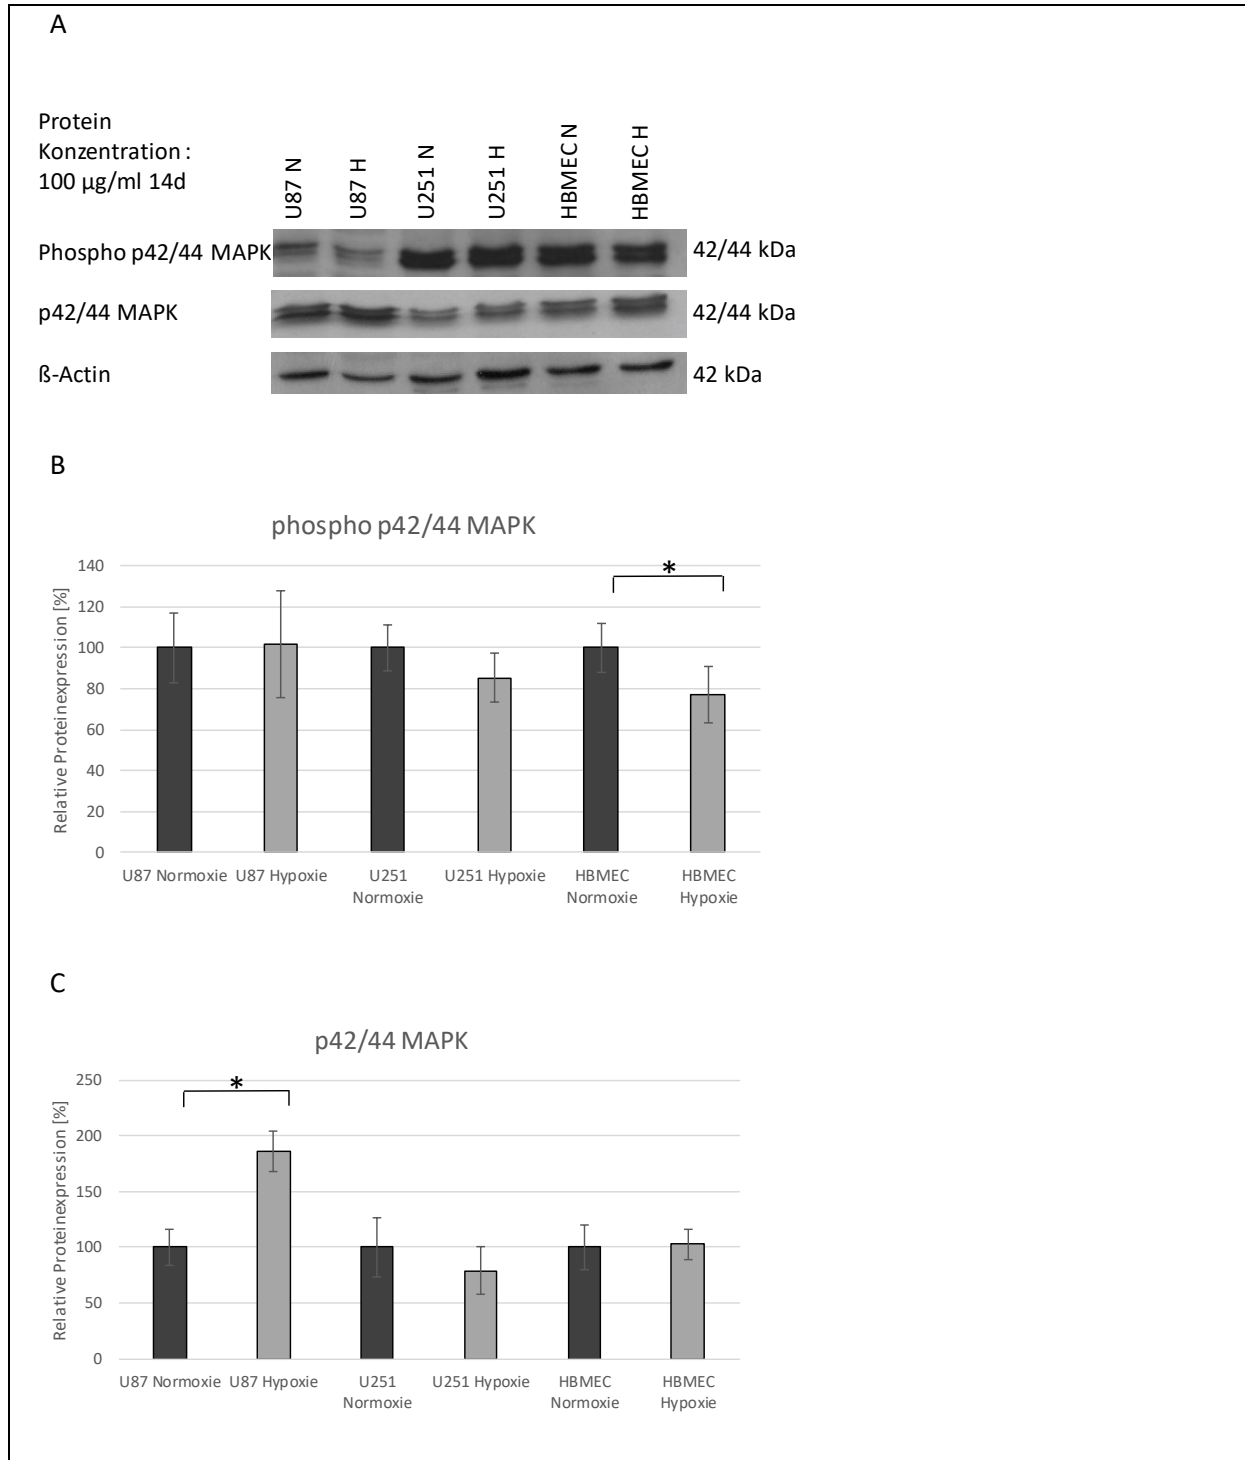 A
Protein
Konzentration :
100 µg/ml 14d
U87 N
U87 H
U251 N
U251 H
HBMEC N
HBMEC H
Phospho p42/44 MAPK
42/44 kDa
p42/44 MAPK
42/44 kDa
ß-Actin
42 kDa
B
phospho p42/44 MAPK
Relative Proteinexpression [%]
140
120
100
80
60
40
20
0
*
U87 Normoxie
U87 Hypoxie
U251
Normoxie
U251 Hypoxie
HBMEC
Normoxie
HBMEC
Hypoxie
C
p42/44 MAPK
Relative Proteinexpression [%]
250
200
150
100
50
0
*
U87 Normoxie
U87 Hypoxie
U251
Normoxie
U251 Hypoxie
HBMEC
Normoxie
HBMEC
Hypoxie